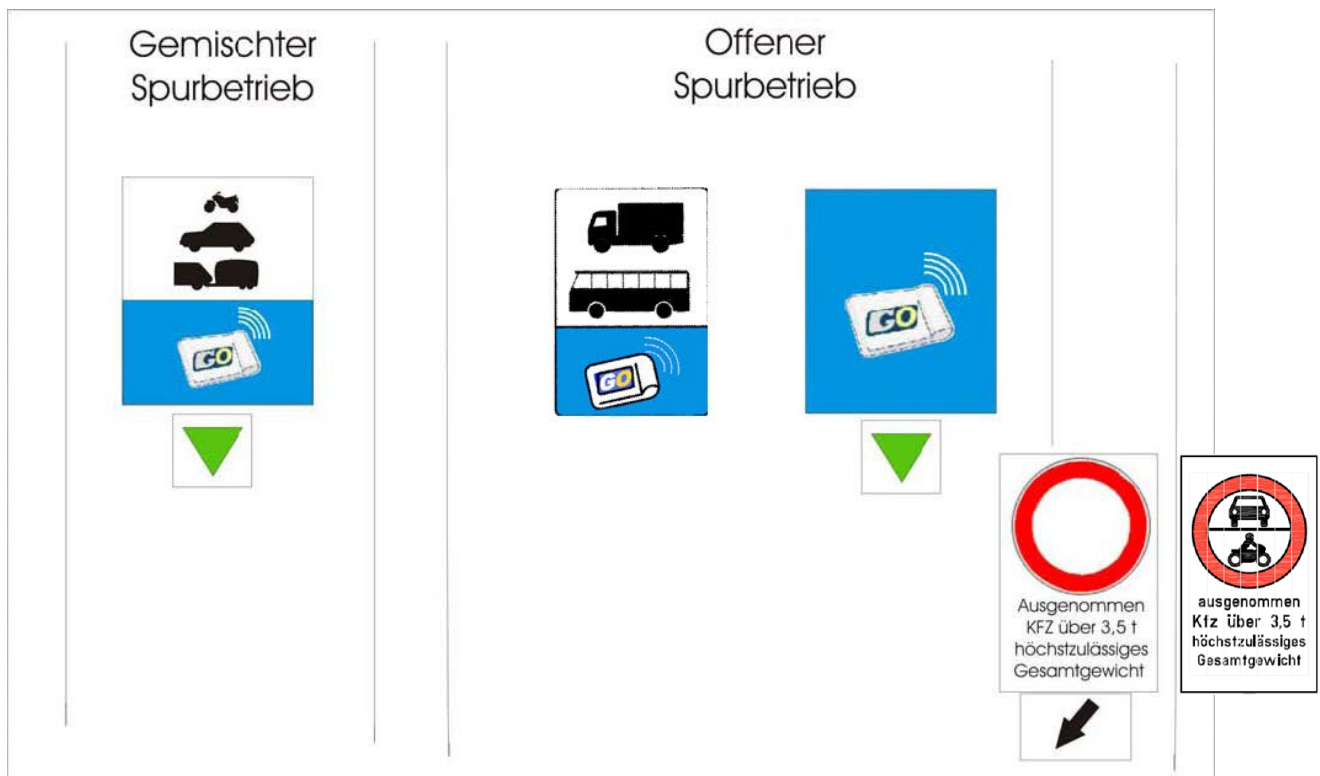 Gemischter
Spurbetrieb
Offener
Spurbetrieb
GO
GO
GO
Ausgenommen
KFZ über 3,5 t
höchstzulässiges
Gesamtgewicht
ausgenommen
Kfz über 3,5 t
höchstzulässiges
Gesamtgewicht